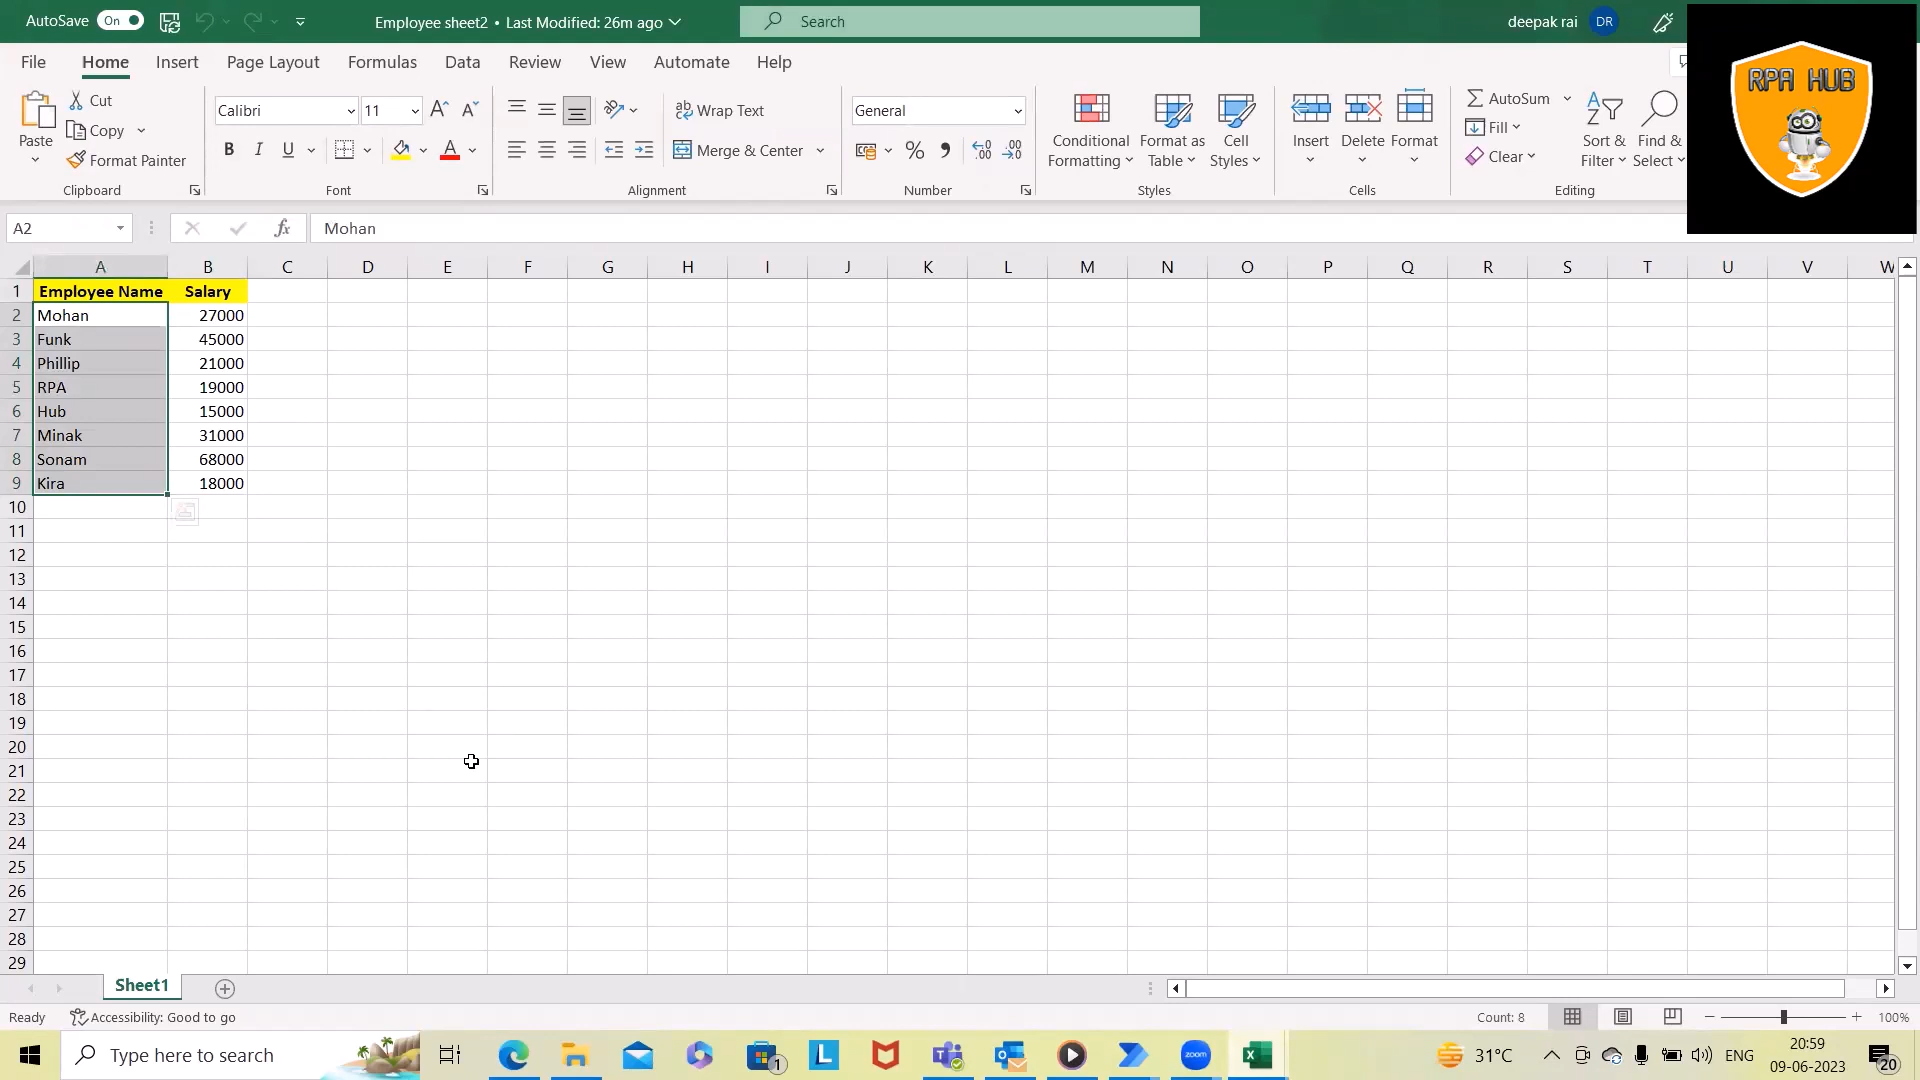 AutoSave On
Employee sheet2 • Last Modified: 26m ago
Search
deepak rai DR
File Home Insert Page Layout Formulas Data Review View Automate Help
RPA HUB
Paste
Cut
Copy
Format Painter
Clipboard
Calibri 11
B I U A
Font
Wrap Text
Merge & Center
Alignment
General
% ,
Number
Conditional Formatting
Format as Table
Cell Styles
Styles
Insert Delete Format
Cells
AutoSum
Fill
Clear
Sort & Filter
Find & Select
Editing
A2 fx Mohan
A B C D E F G H I J K L M N O P Q R S T U V W
1 Employee Name Salary
2 Mohan 27000
3 Funk 45000
4 Phillip 21000
5 RPA 19000
6 Hub 15000
7 Minak 31000
8 Sonam 68000
9 Kira 18000
10
11
12
13
14
15
16
17
18
19
20
21
22
23
24
25
26
27
28
29
Sheet1
Ready Accessibility: Good to go Count: 8 100%
Type here to search
1
L
zoom
31°C
ENG
20:59
09-06-2023
20